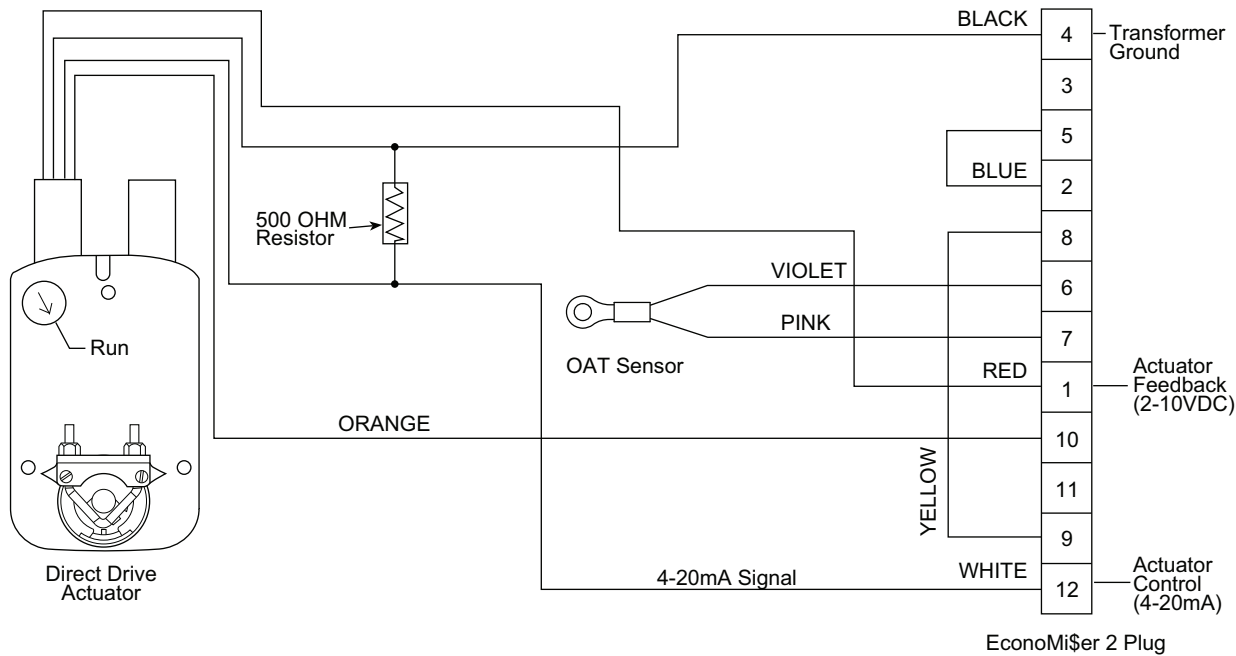 BLACK
4
Transformer
Ground
3
5
BLUE
2
500 OHM
Resistor
8
VIOLET
6
PINK
7
Run
OAT Sensor
RED
1
Actuator
Feedback
(2-10VDC)
ORANGE
10
YELLOW
11
9
Direct Drive
Actuator
4-20mA Signal
WHITE
12
Actuator
Control
(4-20mA)
EconoMi$er 2 Plug